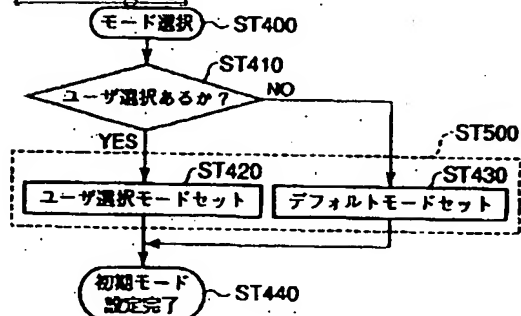 モード選択 ST400
ST410
ユーザ選択あるか?
NO
YES
ST500
ST420
ST430
ユーザ選択モードセット
デフォルトモードセット
初期モード
設定完了
ST440